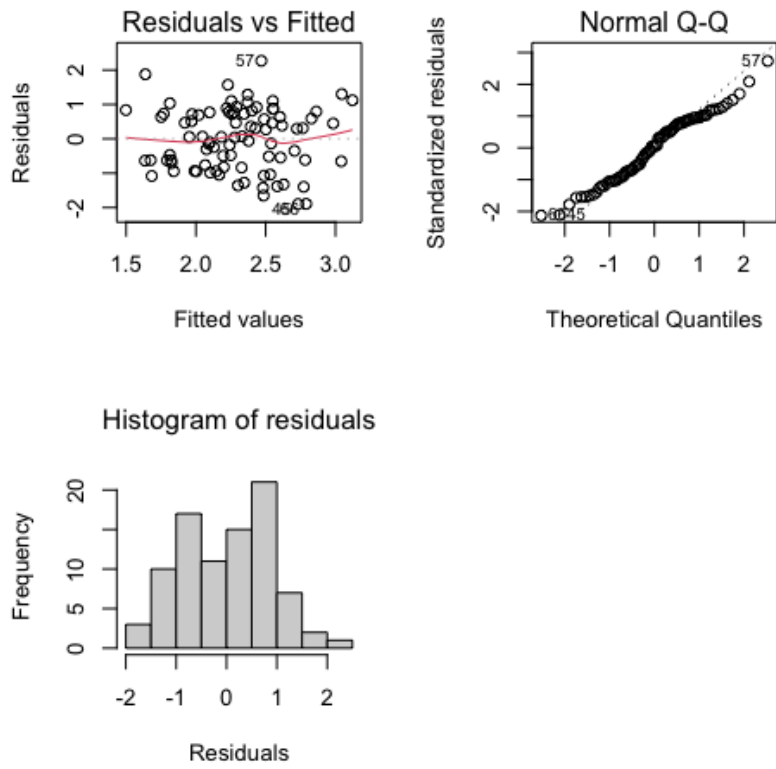 Residuals vs Fitted
Residuals
2
1
0
-1
-2
57
1.5 2.0 2.5 3.0
Fitted values
Normal Q-Q
Standardized residuals
2
0
-2
57
45
-2 -1 0 1 2
Theoretical Quantiles
Histogram of residuals
Frequency
20
10
5
0
-2 -1 0 1 2
Residuals